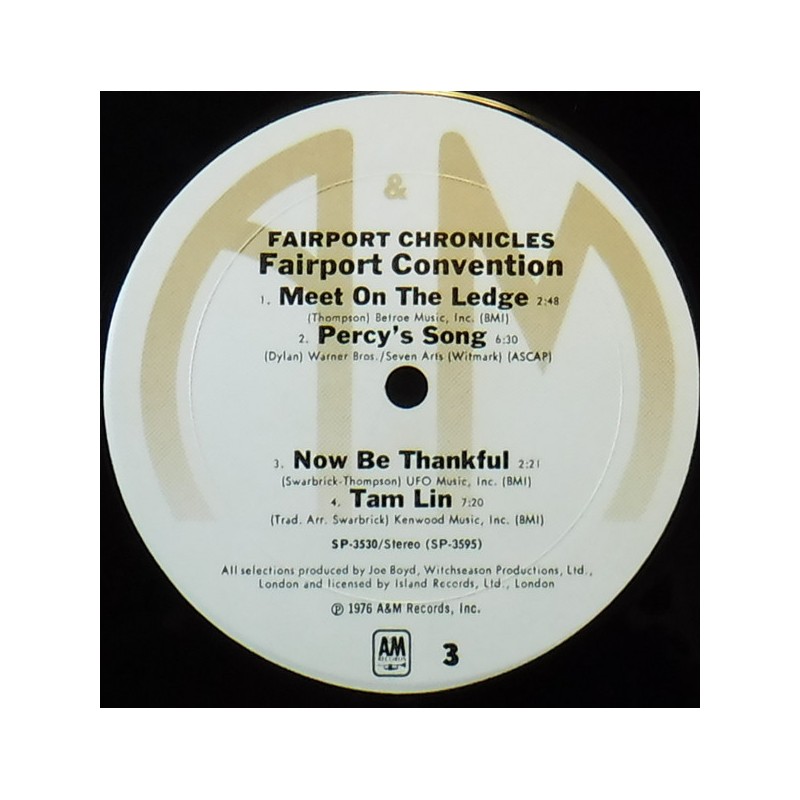 &
FAIRPORT CHRONICLES
Fairport Convention
1. Meet On The Ledge 2:48
(Thompson) Betroe Music, Inc. (BMI)
2. Percy's Song 6:30
(Dylan) Warner Bros./Seven Arts (Witmark) (ASCAP)
3. Now Be Thankful 2:21
(Swarbrick-Thompson) UFO Music, Inc. (BMI)
4. Tam Lin 7:20
(Trad. Arr. Swarbrick) Kenwood Music, Inc. (BMI)
SP-3530/Stereo (SP-3595)
All selections produced by Joe Boyd, Witchseason Productions, Ltd.,
London and licensed by Island Records, Ltd., London
℗ 1976 A&M Records, Inc.
AM
RECORDS
3